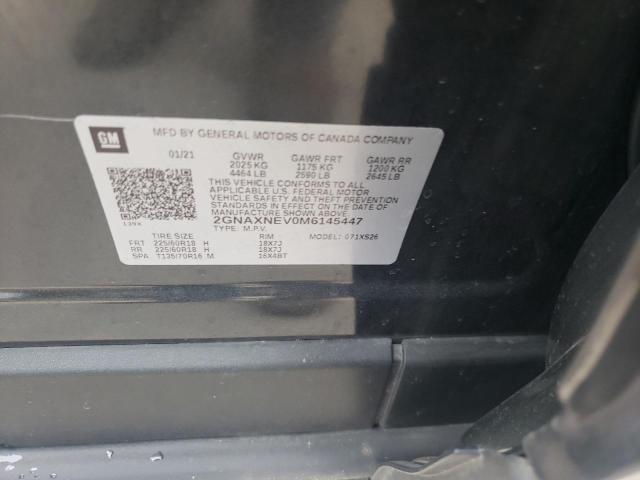 GM
MFD BY GENERAL MOTORS OF CANADA COMPANY
01/21 GVWR GAWR FRT GAWR RR
2025 KG 1175 KG 1200 KG
4464 LB 2590 LB 2645 LB
THIS VEHICLE CONFORMS TO ALL
APPLICABLE U.S. FEDERAL MOTOR
VEHICLE SAFETY AND THEFT PREVENTION
STANDARDS IN EFFECT ON THE DATE OF
MANUFACTURE SHOWN ABOVE.
139X
2GNAXNEV0M6145447
TYPE: M.P.V. MODEL: 071XS26
TIRE SIZE RIM
FRT 225/60R18 H 18X7J
RR 225/60R18 H 18X7J
SPA T135/70R16 M 16X4BT